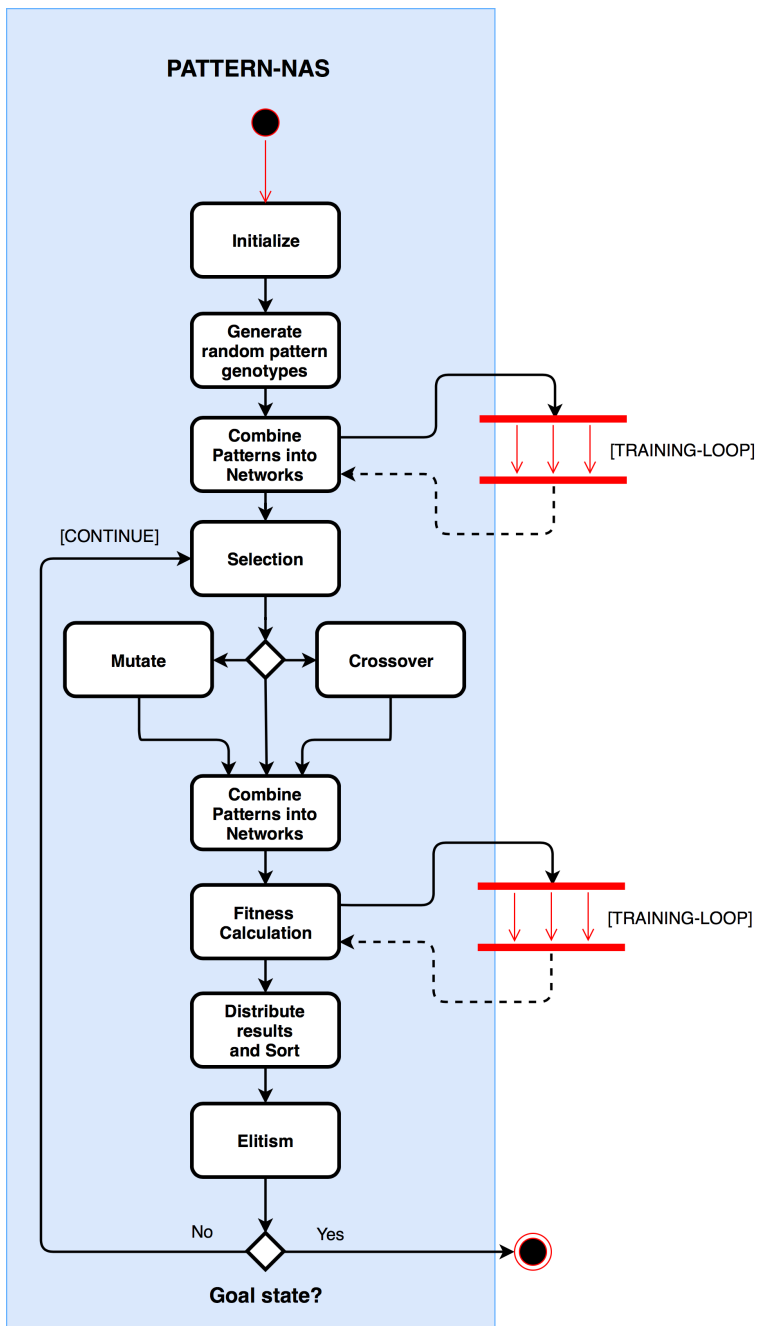 PATTERN-NAS
Initialize
Generate
random pattern
genotypes
Combine
Patterns into
Networks
[TRAINING-LOOP]
[CONTINUE]
Selection
Mutate
Crossover
Combine
Patterns into
Networks
Fitness
Calculation
[TRAINING-LOOP]
Distribute
results
and Sort
Elitism
No
Yes
Goal state?